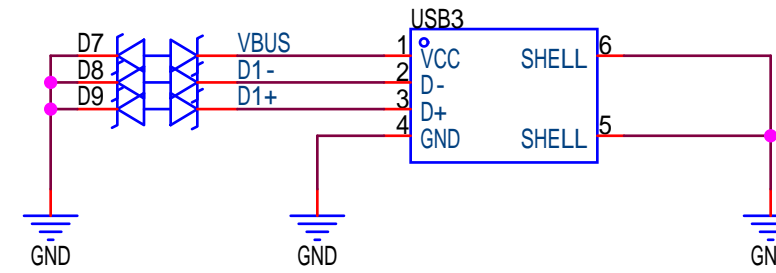 USB3
D7 VBUS 1 VCC SHELL 6
D8 D1- 2 D-
D9 D1+ 3 D+
4 GND SHELL 5
GND GND GN